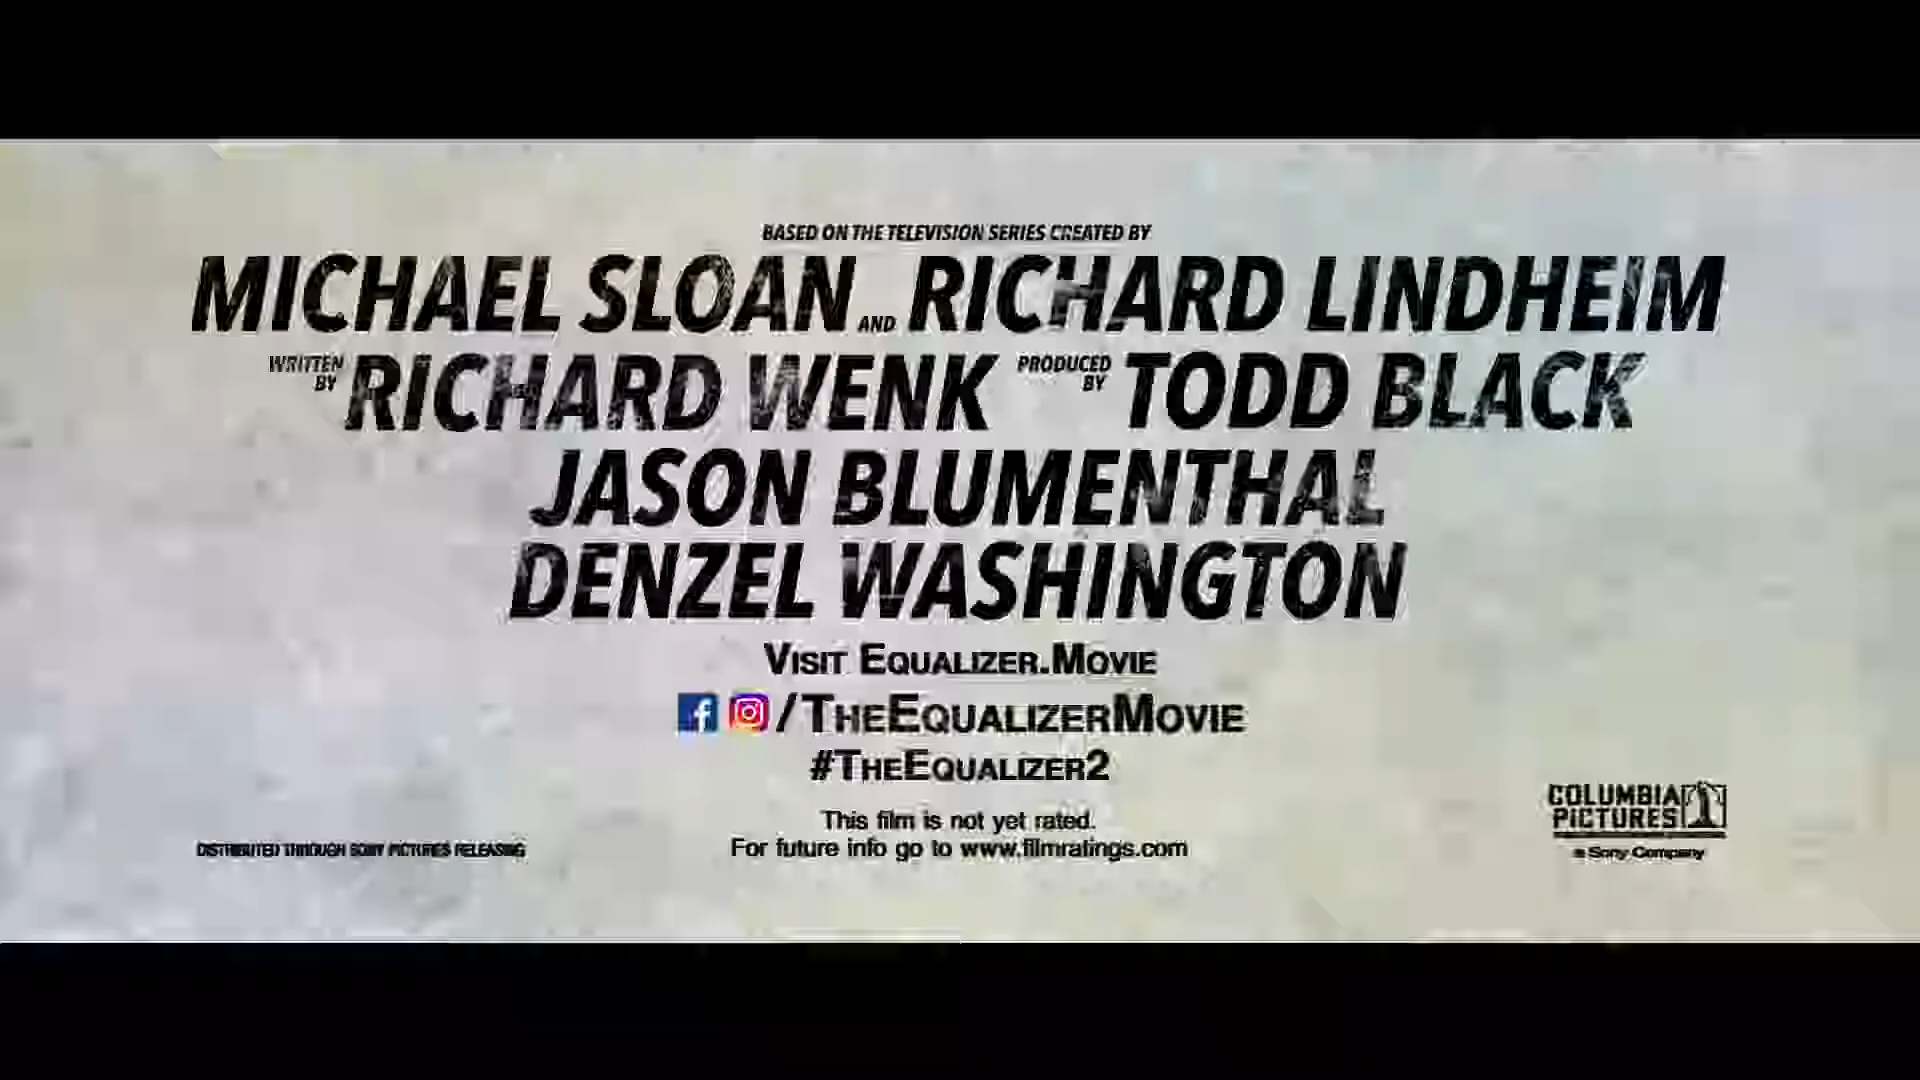 BASED ON THE TELEVISION SERIES CREATED BY
MICHAEL SLOAN AND RICHARD LINDHEIM
WRITTEN BY RICHARD WENK PRODUCED BY TODD BLACK
JASON BLUMENTHAL
DENZEL WASHINGTON
VISIT EQUALIZER.MOVIE
/THEEQUALIZERMOVIE
#THEEQUALIZER2
This film is not yet rated.
For future info go to www.filmratings.com
DISTRIBUTED THROUGH SONY PICTURES RELEASING
COLUMBIA
PICTURES
a Sony Company